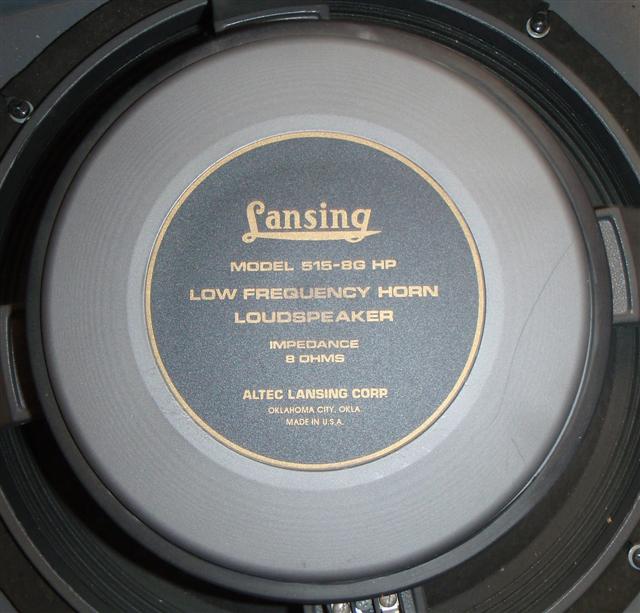 Lansing
MODEL 515-8G HP
LOW FREQUENCY HORN
LOUDSPEAKER
IMPEDANCE
8 OHMS
ALTEC LANSING CORP.
OKLAHOMA CITY, OKLA.
MADE IN U.S.A.